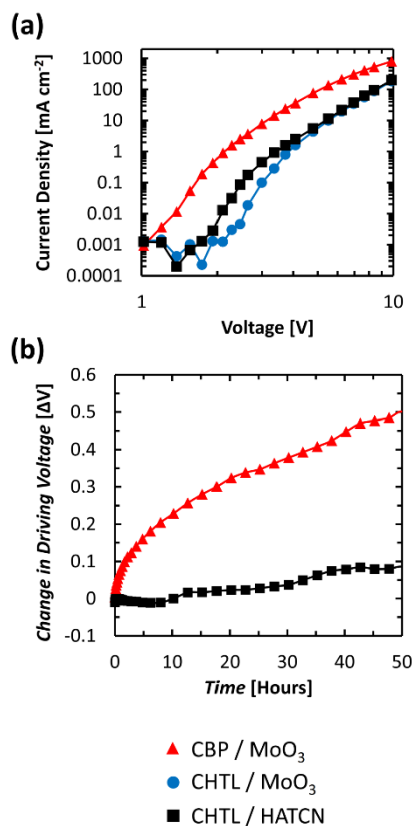 (a)
Current Density [mA cm⁻²]
1000
100
10
1
0.1
0.01
0.001
0.0001
1 10
Voltage [V]
(b)
Change in Driving Voltage [ΔV]
0.6
0.5
0.4
0.3
0.2
0.1
0
-0.1
0 10 20 30 40 50
Time [Hours]
CBP / MoO₃
CHTL / MoO₃
CHTL / HATCN